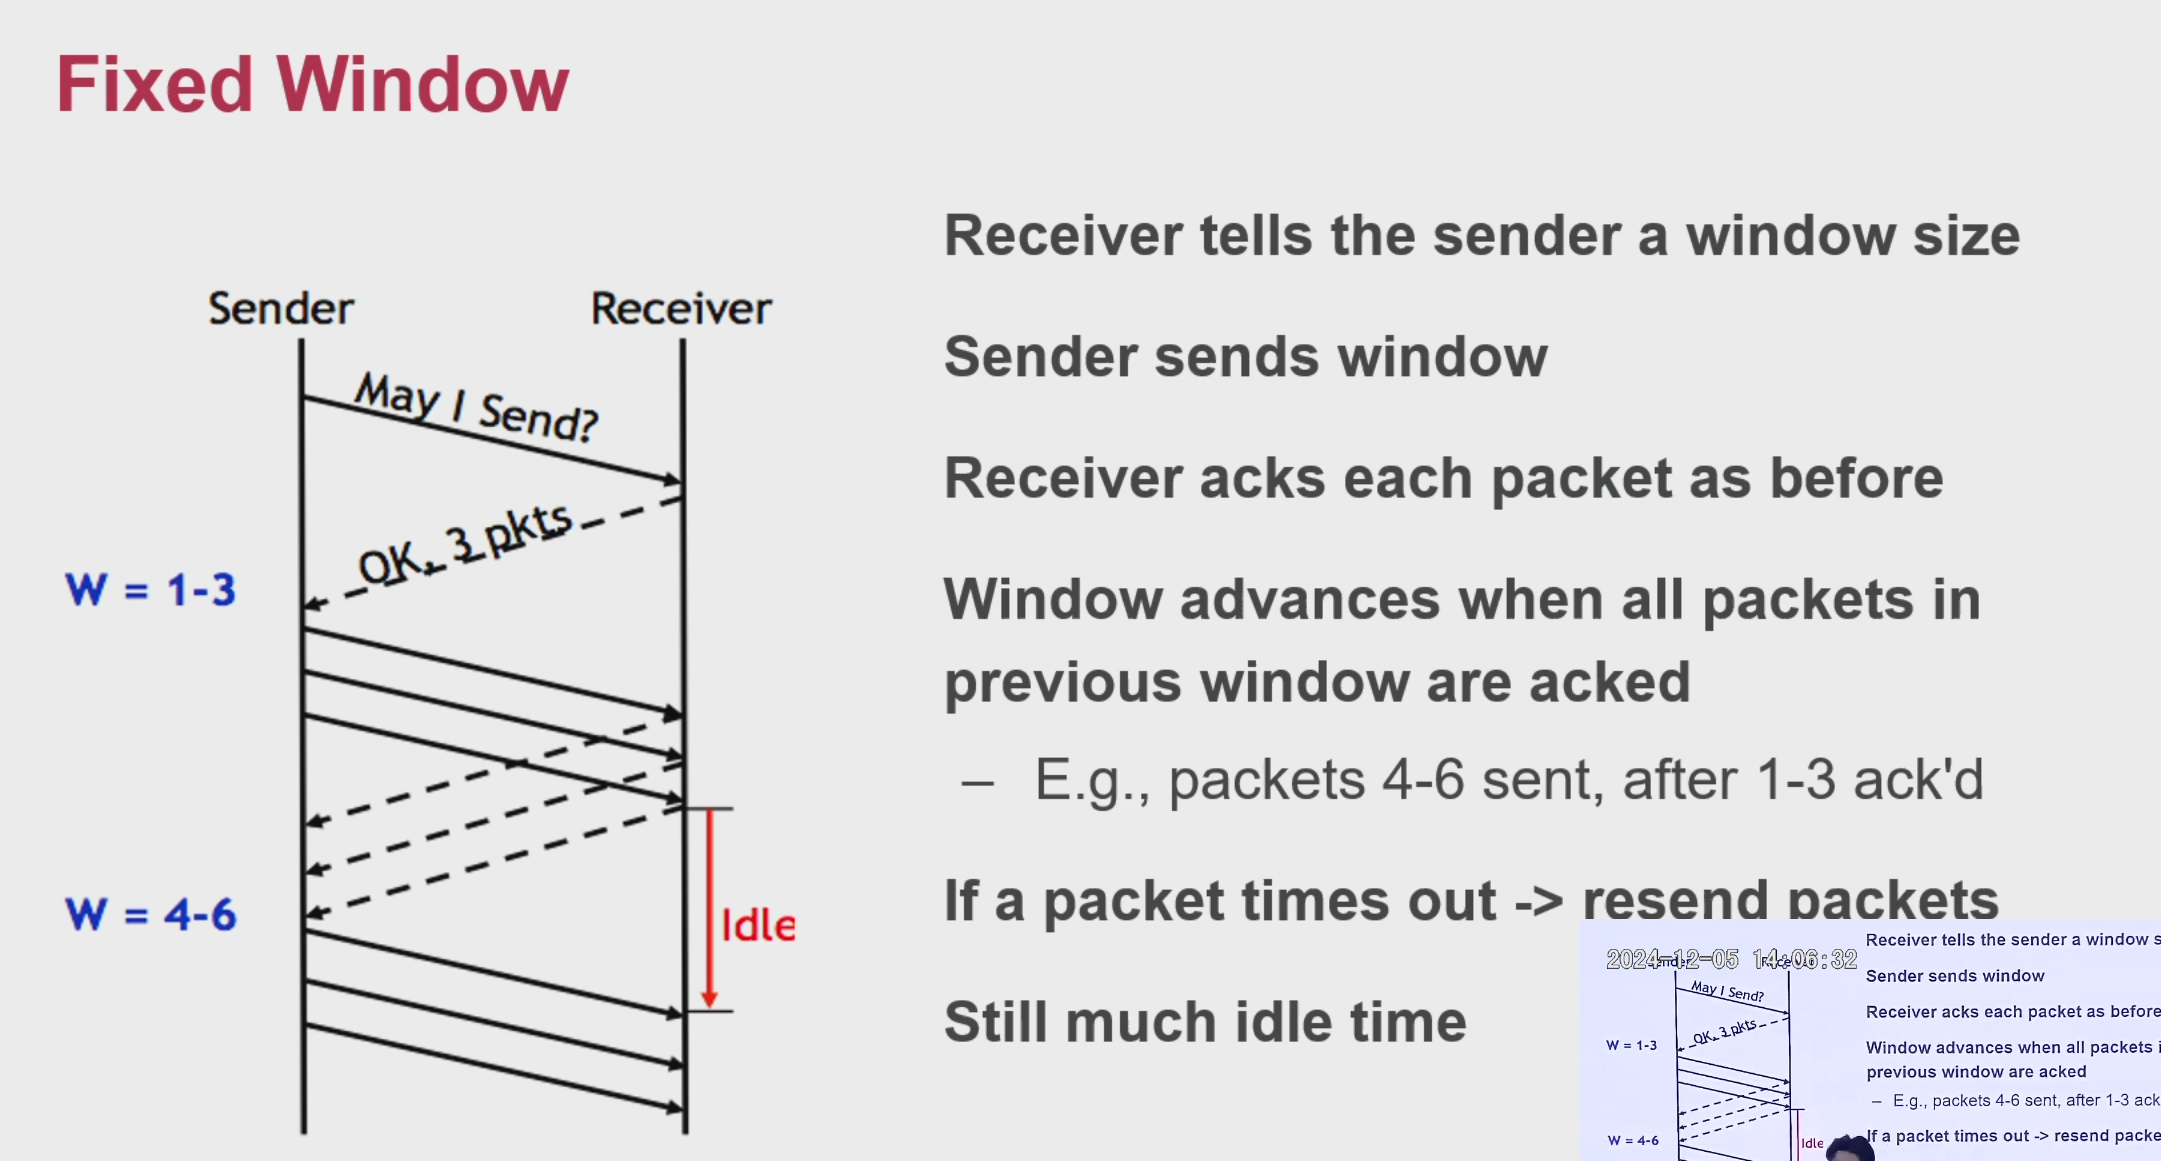 Fixed Window
Sender
Receiver
May I Send?
OK, 3 pkts
W = 1-3
W = 4-6
Idle
Receiver tells the sender a window size
Sender sends window
Receiver acks each packet as before
Window advances when all packets in
previous window are acked
– E.g., packets 4-6 sent, after 1-3 ack'd
If a packet times out -> resend packets
Still much idle time
2024-12-05 14:06:32
May I Send?
OK, 3 pkts
W = 1-3
W = 4-6
Idle
Receiver tells the sender a window s
Sender sends window
Receiver acks each packet as before
Window advances when all packets i
previous window are acked
– E.g., packets 4-6 sent, after 1-3 ack
If a packet times out -> resend packe